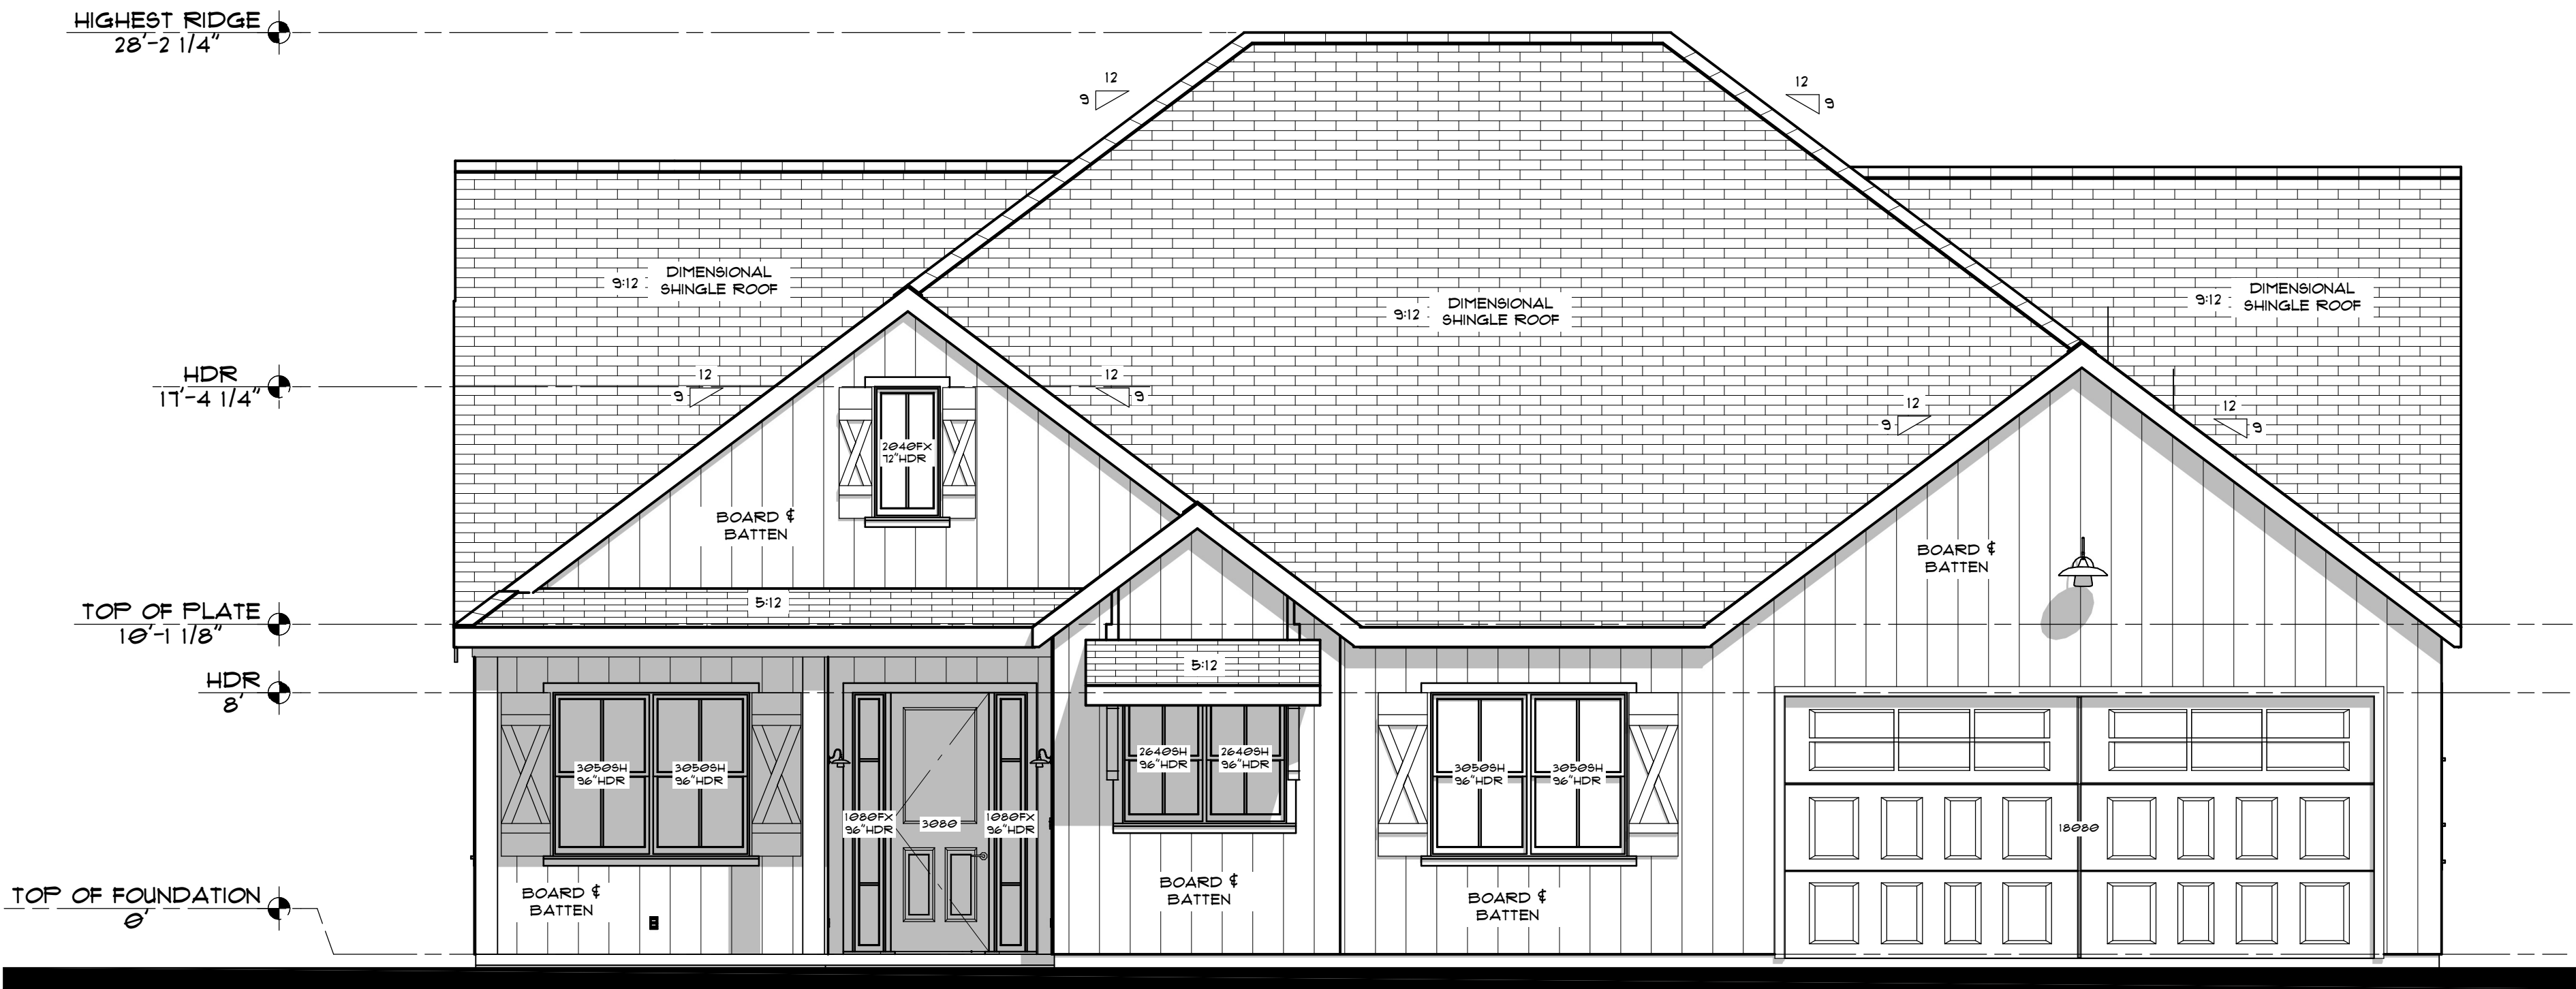 HIGHEST RIDGE
28'-2 1/4"
12
9
12
9
DIMENSIONAL
SHINGLE ROOF
9:12
DIMENSIONAL
SHINGLE ROOF
9:12
DIMENSIONAL
SHINGLE ROOF
9:12
HDR
17'-4 1/4"
12
9
12
9
12
9
12
9
2040FX
72"HDR
BOARD &
BATTEN
BOARD &
BATTEN
TOP OF PLATE
10'-1 1/8"
5:12
5:12
HDR
8'
3050SH
96"HDR
3050SH
96"HDR
1080FX
96"HDR
3080
1080FX
96"HDR
2640SH
96"HDR
2640SH
96"HDR
3050SH
96"HDR
3050SH
96"HDR
18080
TOP OF FOUNDATION
0'
BOARD &
BATTEN
BOARD &
BATTEN
BOARD &
BATTEN